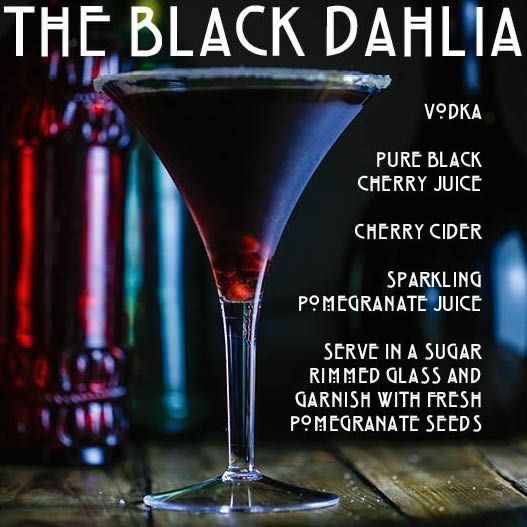 THE BLACK DAHLIA
VODKA
PURE BLACK
CHERRY JUICE
CHERRY CIDER
SPARKLING
POMEGRANATE JUICE
SERVE IN A SUGAR
RIMMED GLASS AND
GARNISH WITH FRESH
POMEGRANATE SEEDS